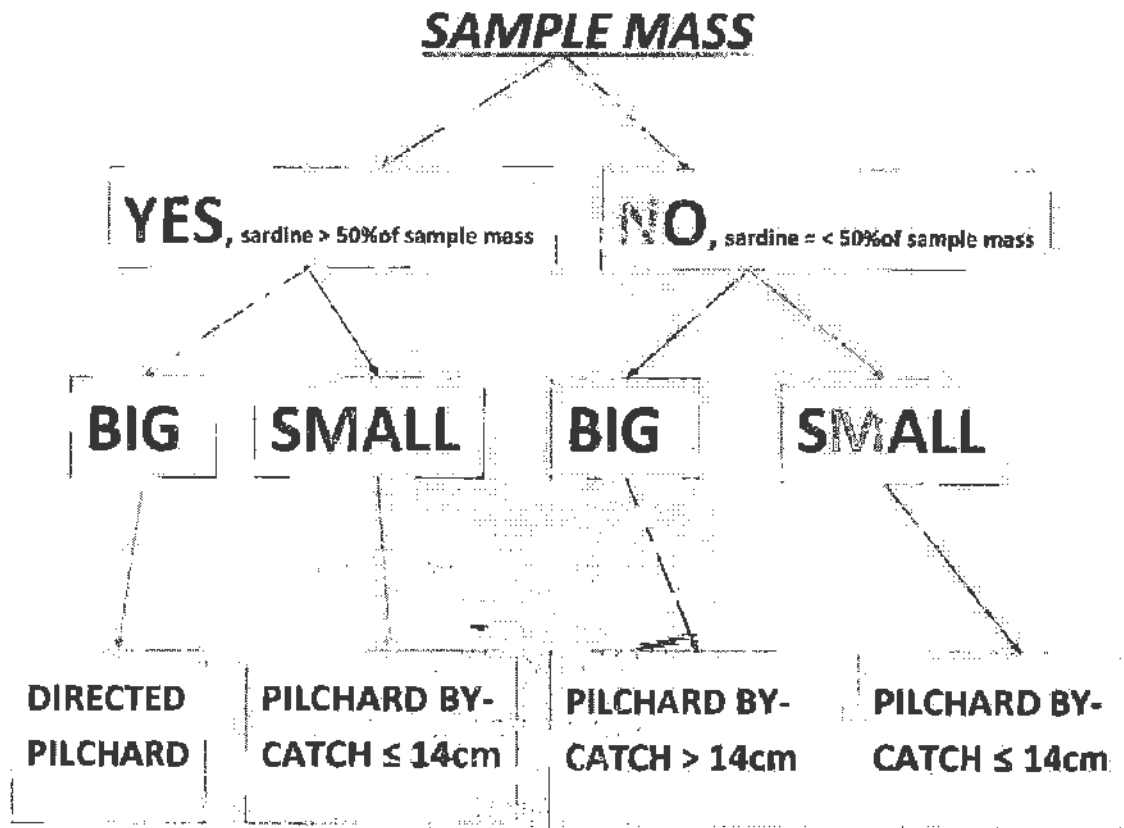 SAMPLE MASS
YES, sardine > 50%of sample mass
NO, sardine = < 50%of sample mass
BIG
SMALL
BIG
SMALL
DIRECTED
PILCHARD
PILCHARD BY-
CATCH ≤ 14cm
PILCHARD BY-
CATCH > 14cm
PILCHARD BY-
CATCH ≤ 14cm